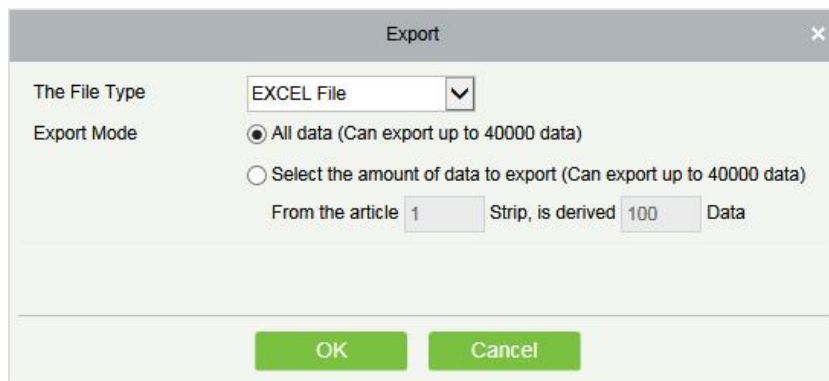 Export
The File Type EXCEL File
Export Mode All data (Can export up to 40000 data)
Select the amount of data to export (Can export up to 40000 data)
From the article 1 Strip, is derived 100 Data
OK Cancel